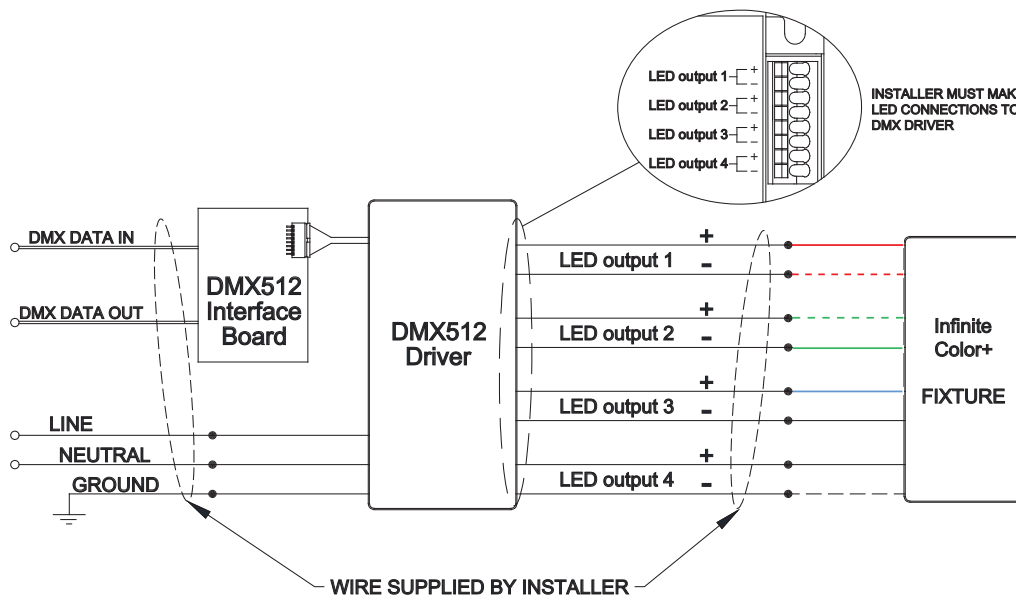 LED output 1
+
-
LED output 2
+
-
LED output 3
+
-
LED output 4
+
-
INSTALLER MUST MAK
LED CONNECTIONS TO
DMX DRIVER
DMX DATA IN
DMX DATA OUT
DMX512
Interface
Board
DMX512
Driver
LINE
NEUTRAL
GROUND
+
LED output 1
-
+
LED output 2
-
+
LED output 3
-
+
LED output 4
-
Infinite
Color+
FIXTURE
WIRE SUPPLIED BY INSTALLER